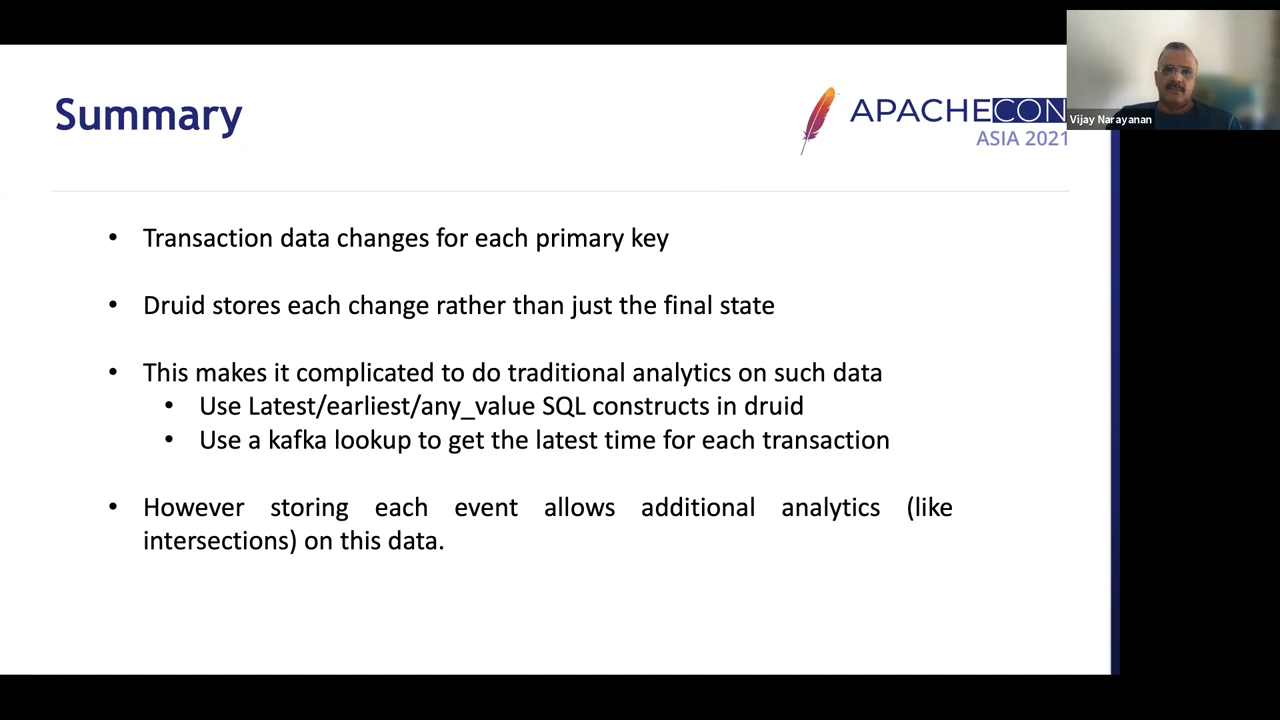 Summary
APACHECON
ASIA 2021
Vijay Narayanan
• Transaction data changes for each primary key
• Druid stores each change rather than just the final state
• This makes it complicated to do traditional analytics on such data
• Use Latest/earliest/any_value SQL constructs in druid
• Use a kafka lookup to get the latest time for each transaction
• However storing each event allows additional analytics (like
intersections) on this data.